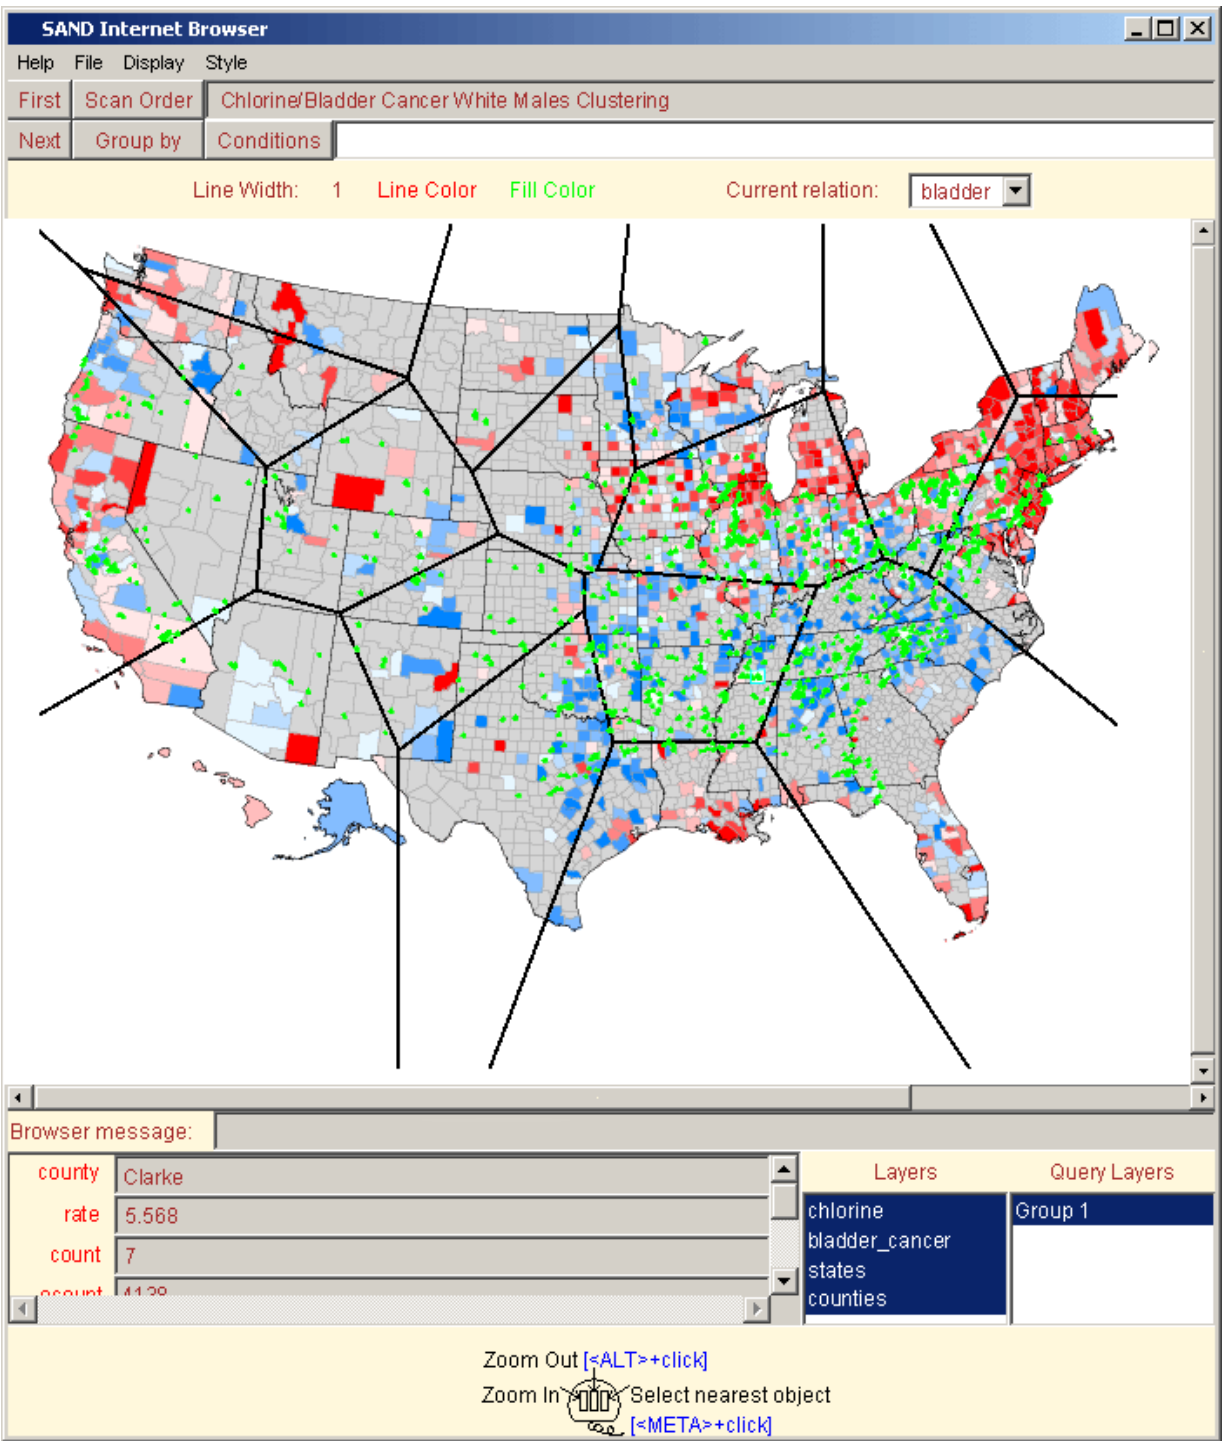 SAND Internet Browser
Help File Display Style
First Scan Order Chlorine/Bladder Cancer White Males Clustering
Next Group by Conditions
Line Width: 1 Line Color Fill Color Current relation: bladder
Browser message:
county Clarke
rate 5.568
count 7
ecount 4138
Layers
chlorine
bladder_cancer
states
counties
Query Layers
Group 1
Zoom Out [<ALT>+click]
Zoom In Select nearest object
[<META>+click]